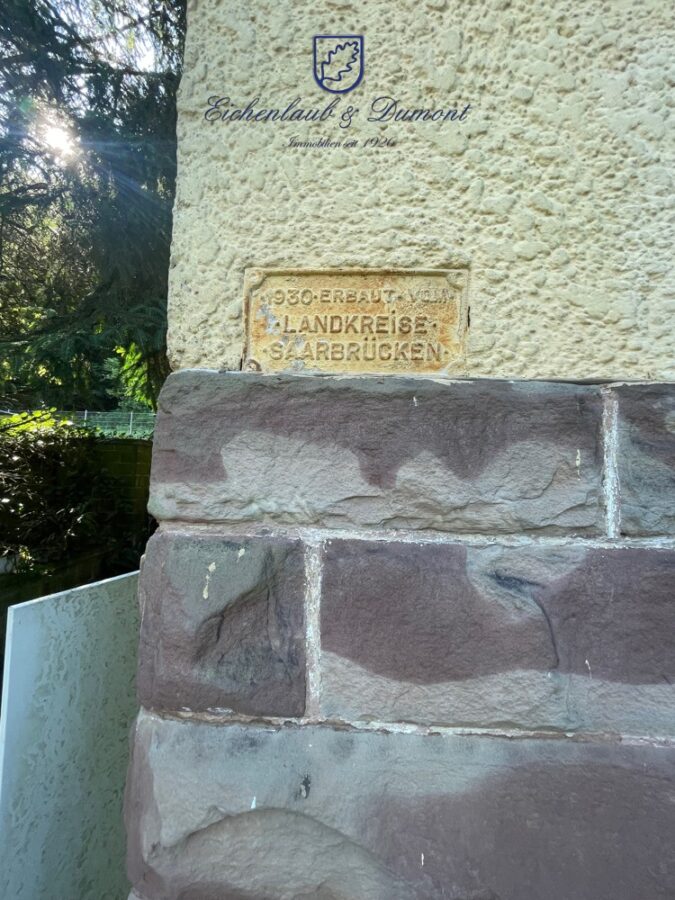 Eichenlaub & Dumont
Immobilien seit 1926
1930·ERBAUT·VOM
·LANDKREISE·
·SAARBRÜCKEN·